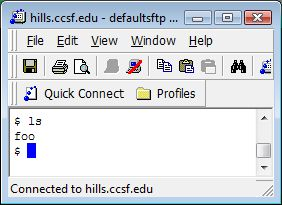 hills.ccsf.edu - defaultsftp ...
File Edit View Window Help
Quick Connect Profiles
$ ls
foo
$
Connected to hills.ccsf.edu